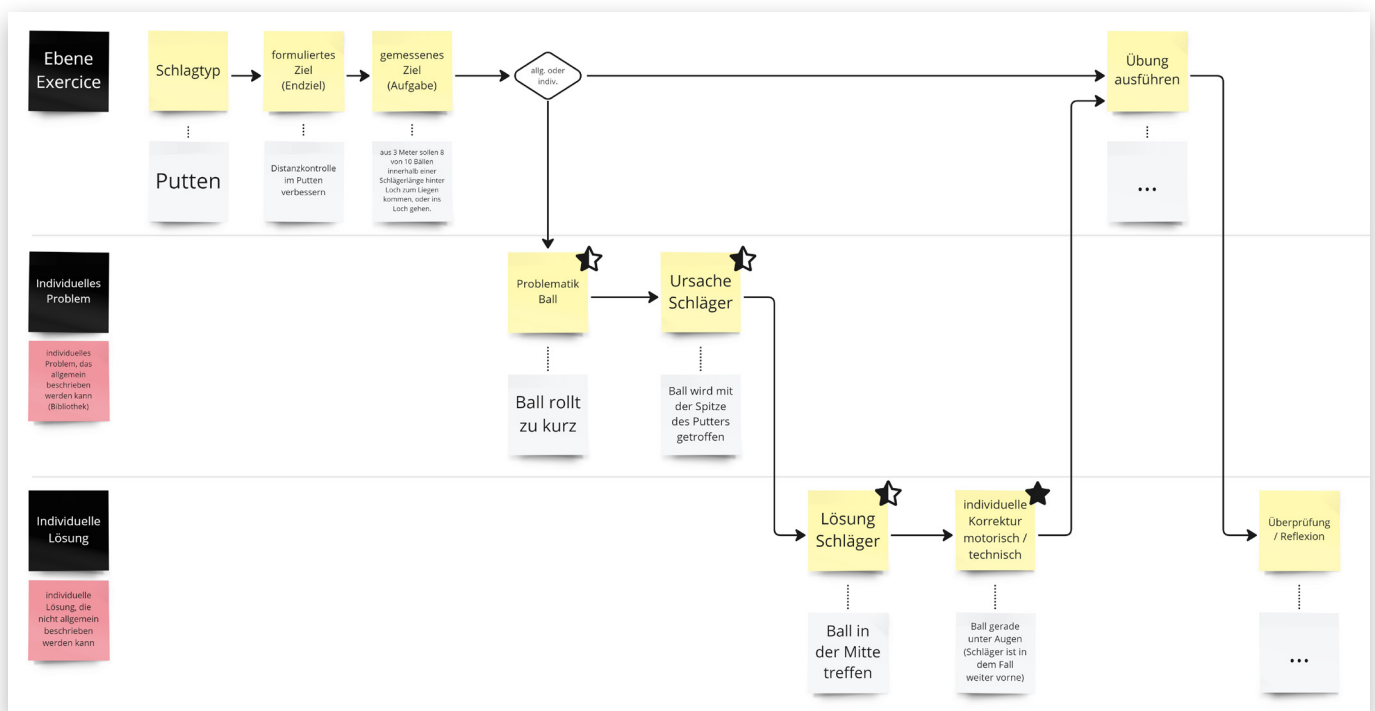 Ebene
Exercice
Schlagtyp
formuliertes
Ziel
(Endziel)
gemessenes
Ziel
(Aufgabe)
allg. oder
indiv.
Übung
ausführen
Putten
Distanzkontrolle
im Putten
verbessern
aus 3 Meter sollen 8
von 10 Bällen
innerhalb einer
Schlägerlänge hinter
Loch zum Liegen
kommen, oder ins
Loch gehen.
...
Individuelles
Problem
Problematik
Ball
Ursache
Schläger
individuelles
Problem, das
allgemein
beschrieben
werden kann
(Bibliothek)
Ball rollt
zu kurz
Ball wird mit
der Spitze
des Putters
getroffen
Individuelle
Lösung
Lösung
Schläger
individuelle
Korrektur
motorisch /
technisch
Überprüfung
/ Reflexion
individuelle
Lösung, die
nicht allgemein
beschrieben
werden kann
Ball in
der Mitte
treffen
Ball gerade
unter Augen
(Schläger ist in
dem Fall
weiter vorne)
...